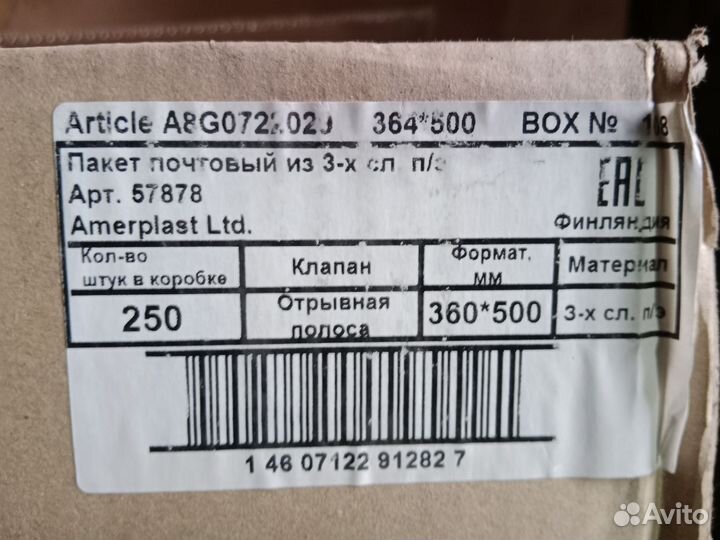 Article 364*500 BOX №
Пакет почтовый из 3-х сл. п/э
Арт. 57878
EAC
Amerplast Ltd.
Финляндия
Кол-во штук в коробке
Клапан
Формат, мм
Материал
250
Отрывная полоса
360*500
3-х сл. п/э
1 46 07122 91282 7
Avito